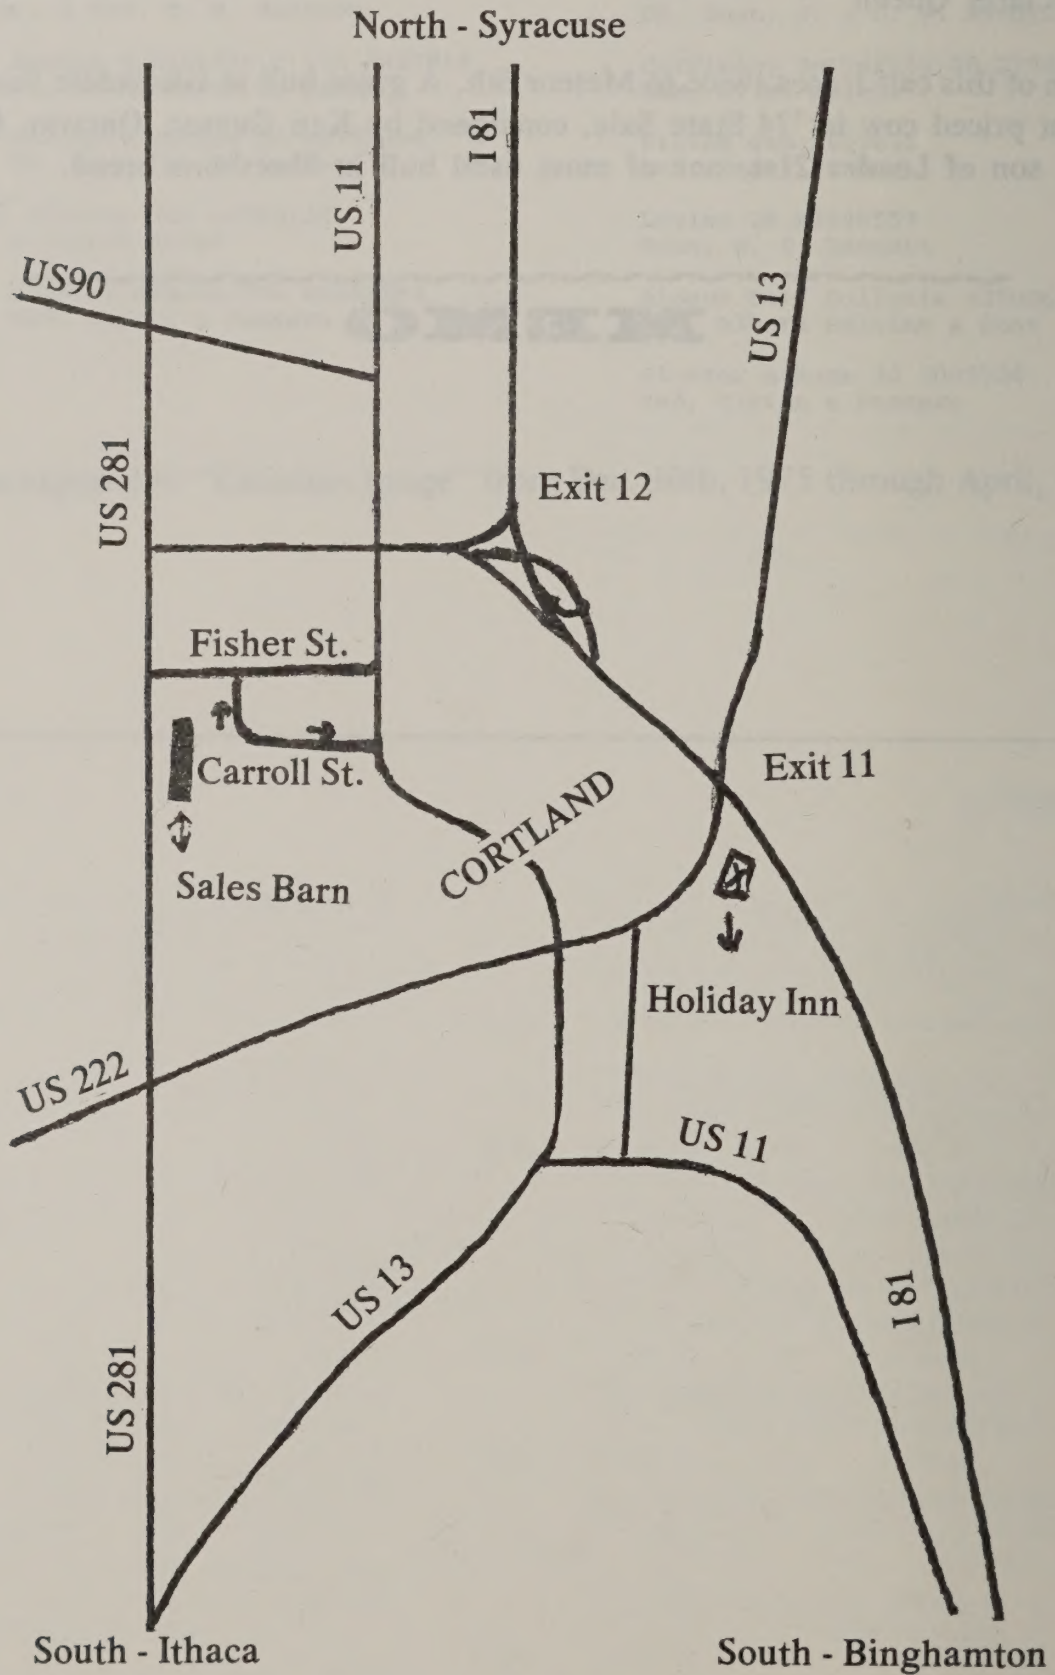 North - Syracuse
I 81
US 11
US90
US 13
US 281
Exit 12
Fisher St.
Exit 11
Carroll St.
CORTLAND
Sales Barn
X
Holiday Inn
US 222
US 11
US 13
I 81
US 281
South - Ithaca
South - Binghamton